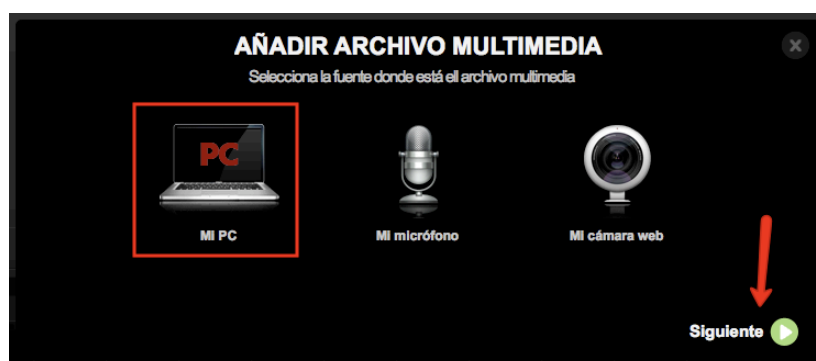 AÑADIR ARCHIVO MULTIMEDIA
Selecciona la fuente donde está ell archivo multimedia
PC
MI PC
MI micrófono
MI cámara web
Siguiente